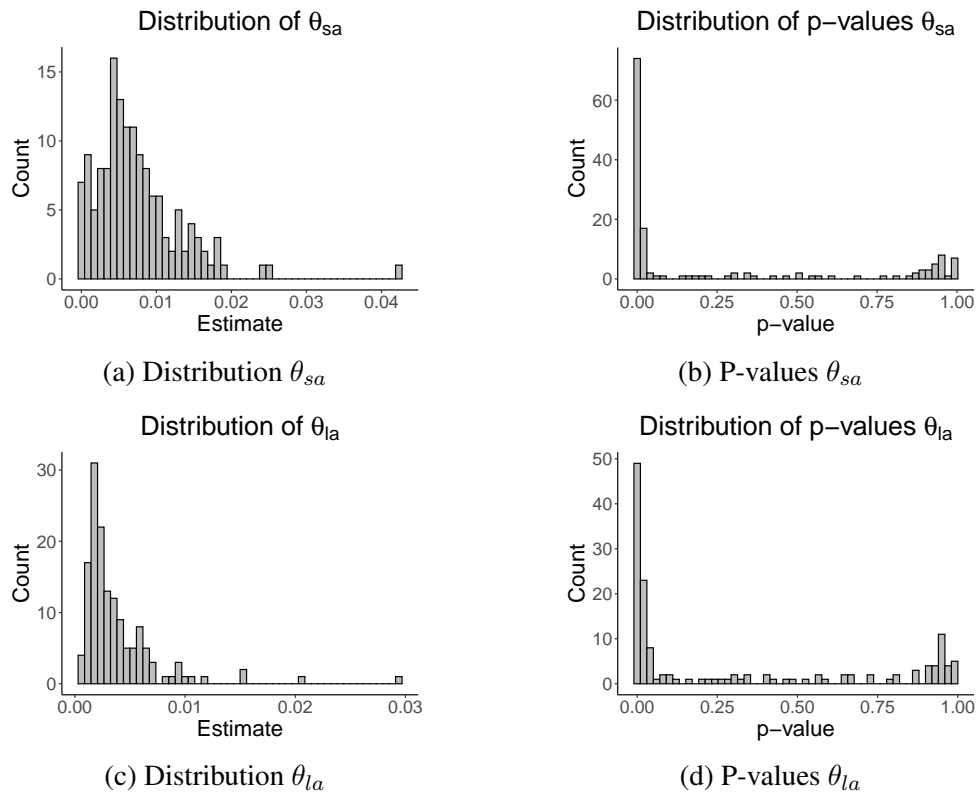 Distribution of θsa
Count
15
10
5
0
0.00 0.01 0.02 0.03 0.04
Estimate
(a) Distribution θsa
Distribution of p−values θsa
Count
60
40
20
0
0.00 0.25 0.50 0.75 1.00
p−value
(b) P-values θsa
Distribution of θla
Count
30
20
10
0
0.00 0.01 0.02 0.03
Estimate
(c) Distribution θla
Distribution of p−values θla
Count
50
40
30
20
10
0
0.00 0.25 0.50 0.75 1.00
p−value
(d) P-values θla